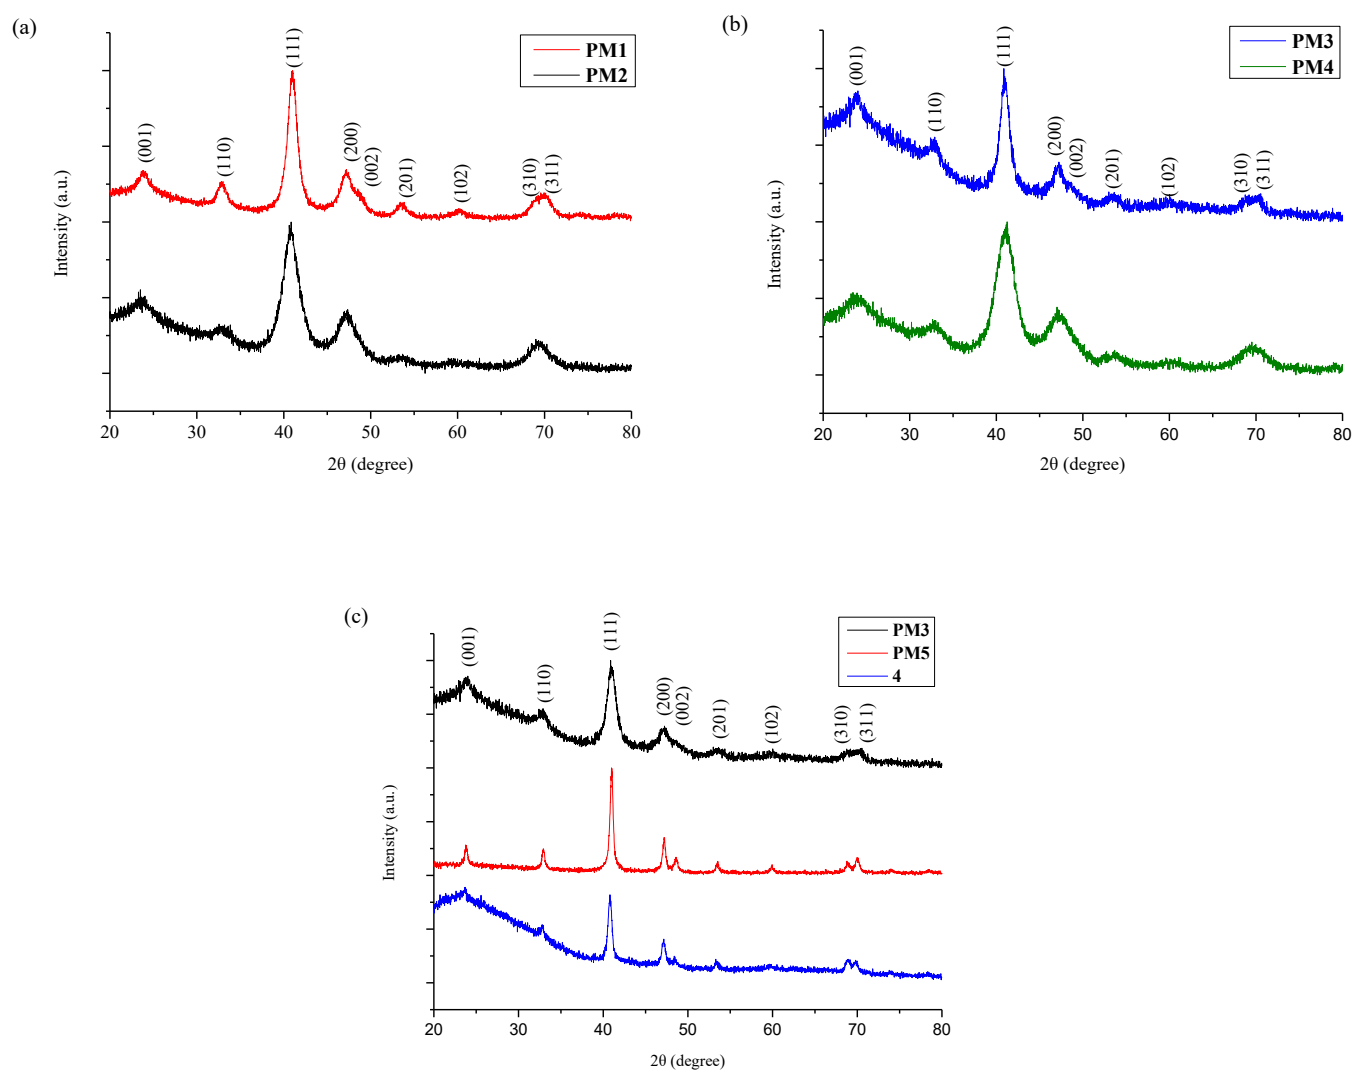 (a)
PM1
PM2
(001)
(110)
(111)
(200)
(002)
(201)
(102)
(310)
(311)
Intensity (a.u.)
20 30 40 50 60 70 80
2θ (degree)
(b)
PM3
PM4
(001)
(110)
(111)
(200)
(002)
(201)
(102)
(310)
(311)
Intensity (a.u.)
20 30 40 50 60 70 80
2θ (degree)
(c)
PM3
PM5
4
(001)
(110)
(111)
(200)
(002)
(201)
(102)
(310)
(311)
Intensity (a.u.)
20 30 40 50 60 70 80
2θ (degree)